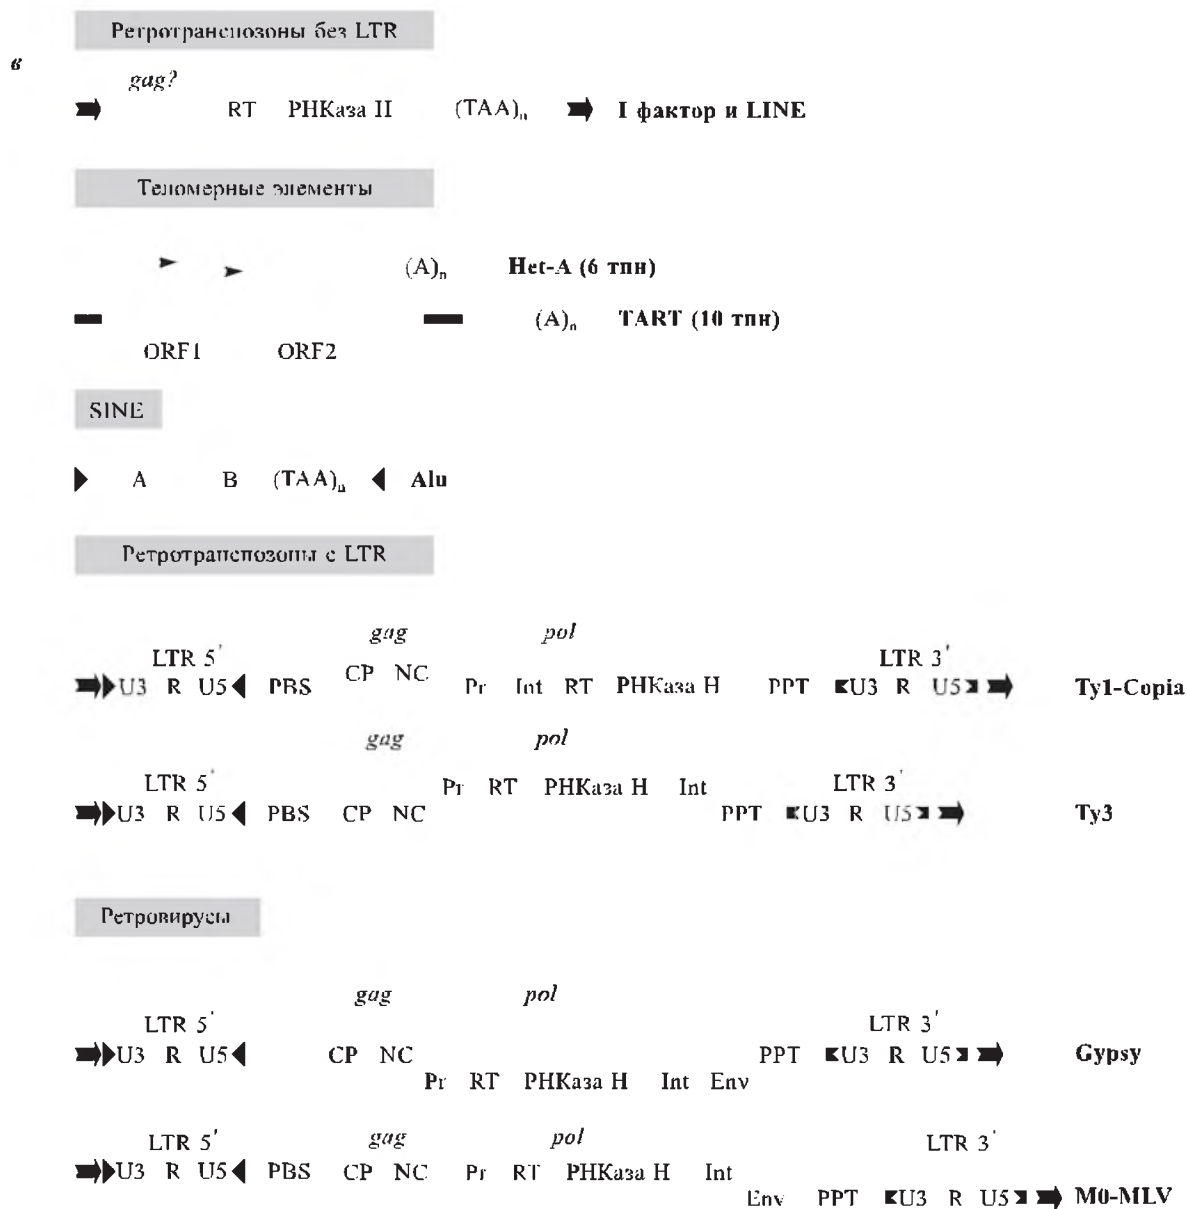 Ретротранспозоны без LTR
в
gag?
RT РНКаза H (TAA)n I фактор и LINE
Теломерные элементы
(A)n Het-A (6 тпн)
(A)n TART (10 тпн)
ORF1 ORF2
SINE
A B (TAA)n Alu
Ретротранспозоны с LTR
gag pol
LTR 5' LTR 3'
U3 R U5 PBS CP NC Pr Int RT РНКаза H PPT U3 R U5 Ty1-Copia
gag pol
LTR 5' Pr RT РНКаза H Int LTR 3'
U3 R U5 PBS CP NC PPT U3 R U5 Ty3
Ретровирусы
gag pol
LTR 5' LTR 3'
U3 R U5 CP NC PPT U3 R U5 Gypsy
Pr RT РНКаза H Int Env
LTR 5' gag pol LTR 3'
U3 R U5 PBS CP NC Pr RT РНКаза H Int
Env PPT U3 R U5 M0-MLV